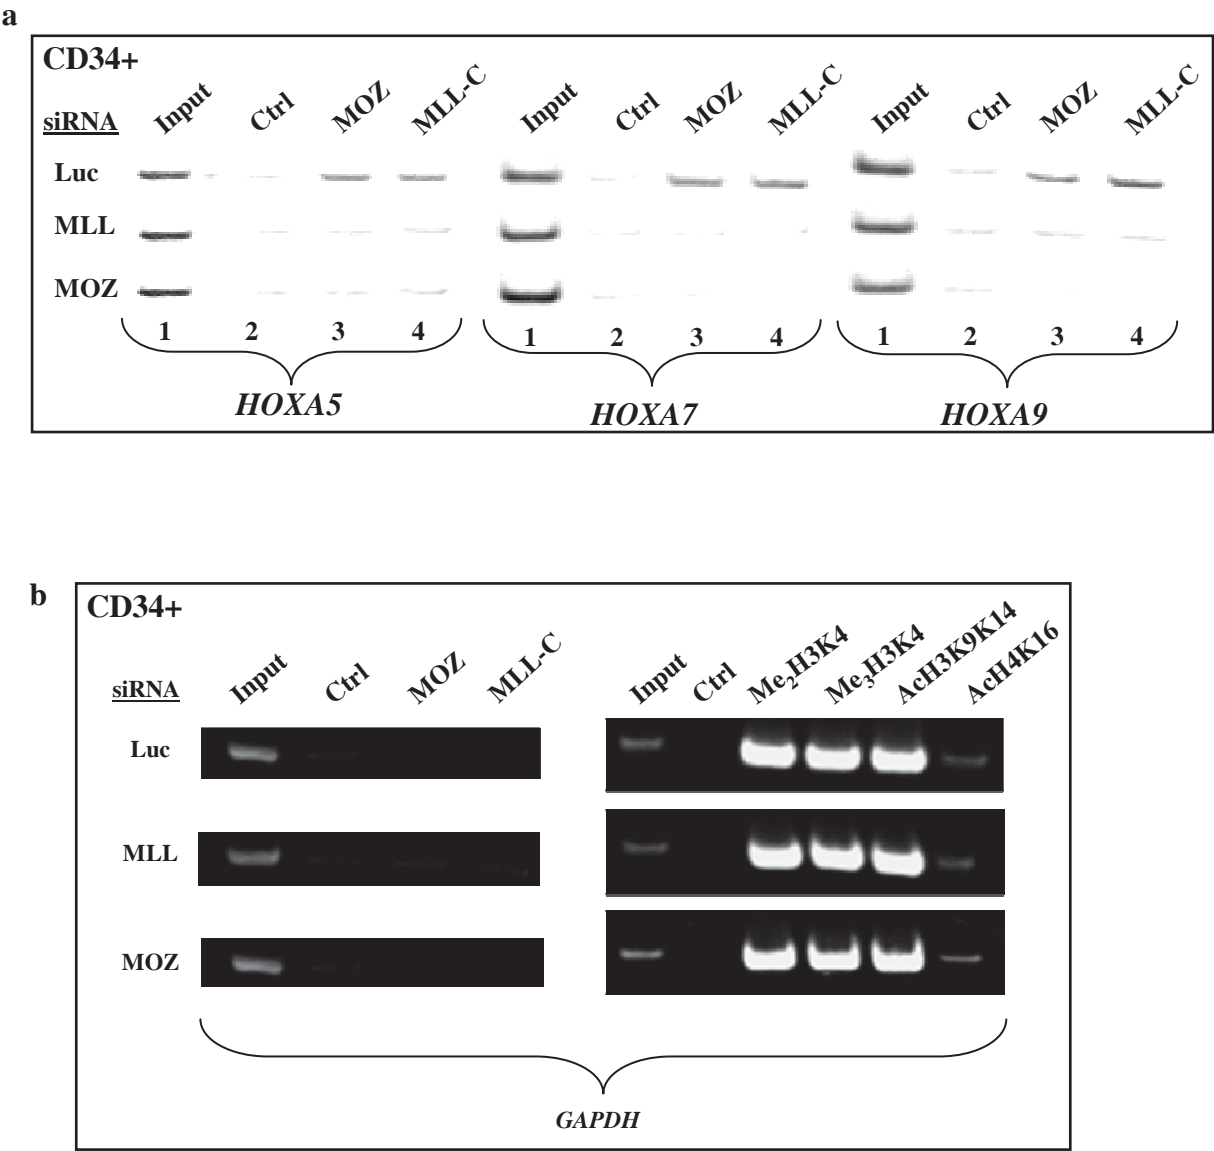 a
CD34+
siRNA Input Ctrl MOZ MLL-C Input Ctrl MOZ MLL-C Input Ctrl MOZ MLL-C
Luc
MLL
MOZ
1 2 3 4 1 2 3 4 1 2 3 4
HOXA5 HOXA7 HOXA9
b
CD34+
siRNA Input Ctrl MOZ MLL-C Input Ctrl Me2H3K4 Me3H3K4 AcH3K9K14 AcH4K16
Luc
MLL
MOZ
GAPDH